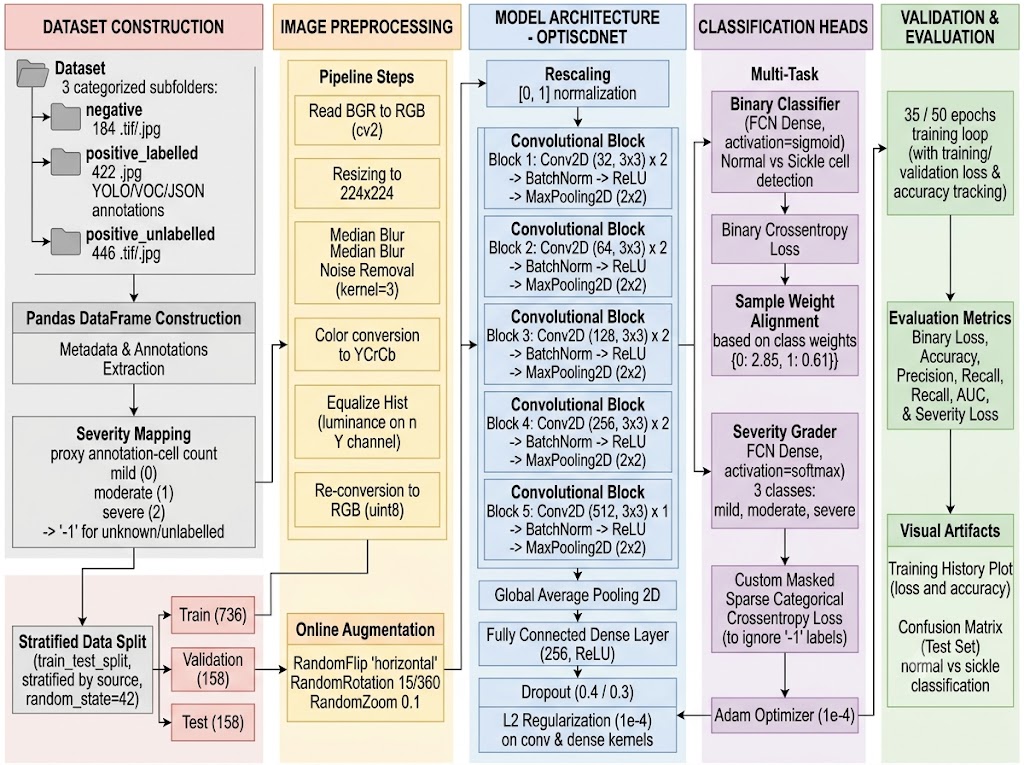 DATASET CONSTRUCTION
Dataset
3 categorized subfolders:
negative
184 .tif/.jpg
positive_labelled
422 .jpg
YOLO/VOC/JSON
annotations
positive_unlabelled
446 .tif/.jpg
Pandas DataFrame Construction
Metadata & Annotations
Extraction
Severity Mapping
proxy annotation-cell count
mild (0)
moderate (1)
severe (2)
-> '-1' for unknown/unlabelled
Stratified Data Split
(train_test_split,
stratified by source,
random_state=42)
Train (736)
Validation
(158)
Test (158)
IMAGE PREPROCESSING
Pipeline Steps
Read BGR to RGB
(cv2)
Resizing to
224x224
Median Blur
Median Blur
Noise Removal
(kernel=3)
Color conversion
to YCrCb
Equalize Hist
(luminance on n
Y channel)
Re-conversion to
RGB (uint8)
Online Augmentation
RandomFlip 'horizontal'
RandomRotation 15/360
RandomZoom 0.1
MODEL ARCHITECTURE
- OPTISCDNET
Rescaling
[0, 1] normalization
Convolutional Block
Block 1: Conv2D (32, 3x3) x 2
-> BatchNorm -> ReLU
-> MaxPooling2D (2x2)
Convolutional Block
Block 2: Conv2D (64, 3x3) x 2
-> BatchNorm -> ReLU
-> MaxPooling2D (2x2)
Convolutional Block
Block 3: Conv2D (128, 3x3) x 2
-> BatchNorm -> ReLU
-> MaxPooling2D (2x2)
Convolutional Block
Block 4: Conv2D (256, 3x3) x 2
-> BatchNorm -> ReLU
-> MaxPooling2D (2x2)
Convolutional Block
Block 5: Conv2D (512, 3x3) x 1
-> BatchNorm -> ReLU
-> MaxPooling2D (2x2)
Global Average Pooling 2D
Fully Connected Dense Layer
(256, ReLU)
Dropout (0.4 / 0.3)
L2 Regularization (1e-4)
on conv & dense kernels
CLASSIFICATION HEADS
Multi-Task
Binary Classifier
(FCN Dense,
activation=sigmoid)
Normal vs Sickle cell
detection
Binary Crossentropy
Loss
Sample Weight
Alignment
based on class weights
{0: 2.85, 1: 0.61}}
Severity Grader
FCN Dense,
activation=softmax)
3 classes:
mild, moderate, severe
Custom Masked
Sparse Categorical
Crossentropy Loss
(to ignore '-1' labels)
Adam Optimizer (1e-4)
VALIDATION &
EVALUATION
35 / 50 epochs
training loop
(with training/
validation loss &
accuracy tracking)
Evaluation Metrics
Binary Loss,
Accuracy,
Precision, Recall,
Recall, AUC,
& Severity Loss
Visual Artifacts
Training History Plot
(loss and accuracy)
Confusion Matrix
(Test Set)
normal vs sickle
classification